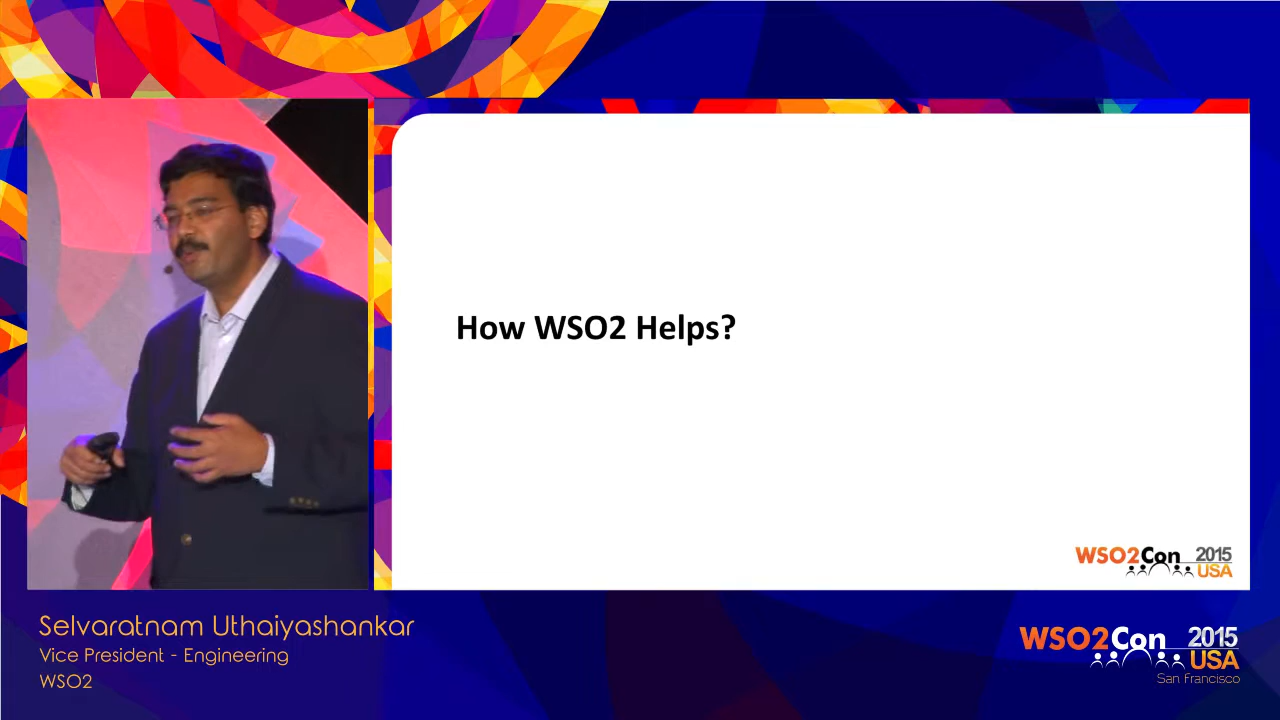 How WSO2 Helps?
WSO2Con 2015
USA
Selvaratnam Uthaiyashankar
Vice President - Engineering
WSO2
WSO2Con 2015
USA
San Francisco